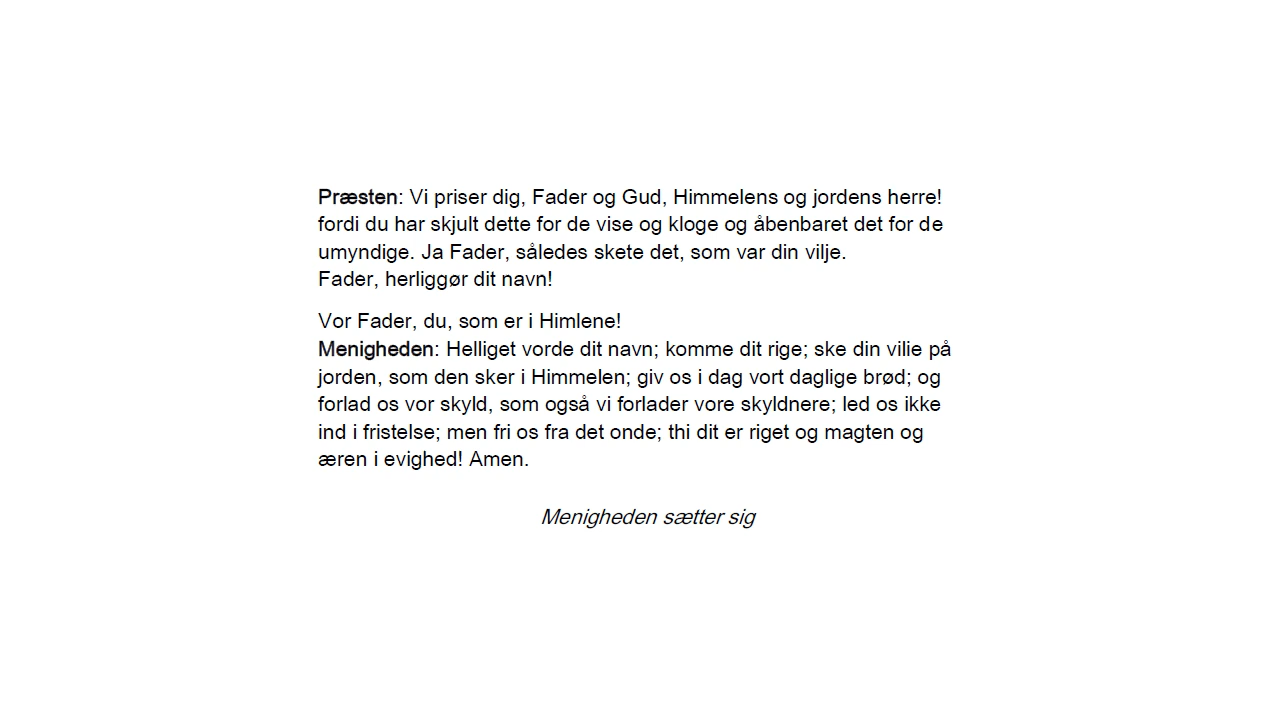 Præsten: Vi priser dig, Fader og Gud, Himmelens og jordens herre!
fordi du har skjult dette for de vise og kloge og åbenbaret det for de
umyndige. Ja Fader, således skete det, som var din vilje.
Fader, herliggør dit navn!
Vor Fader, du, som er i Himlene!
Menigheden: Helliget vorde dit navn; komme dit rige; ske din vilie på
jorden, som den sker i Himmelen; giv os i dag vort daglige brød; og
forlad os vor skyld, som også vi forlader vore skyldnere; led os ikke
ind i fristelse; men fri os fra det onde; thi dit er riget og magten og
æren i evighed! Amen.
Menigheden sætter sig